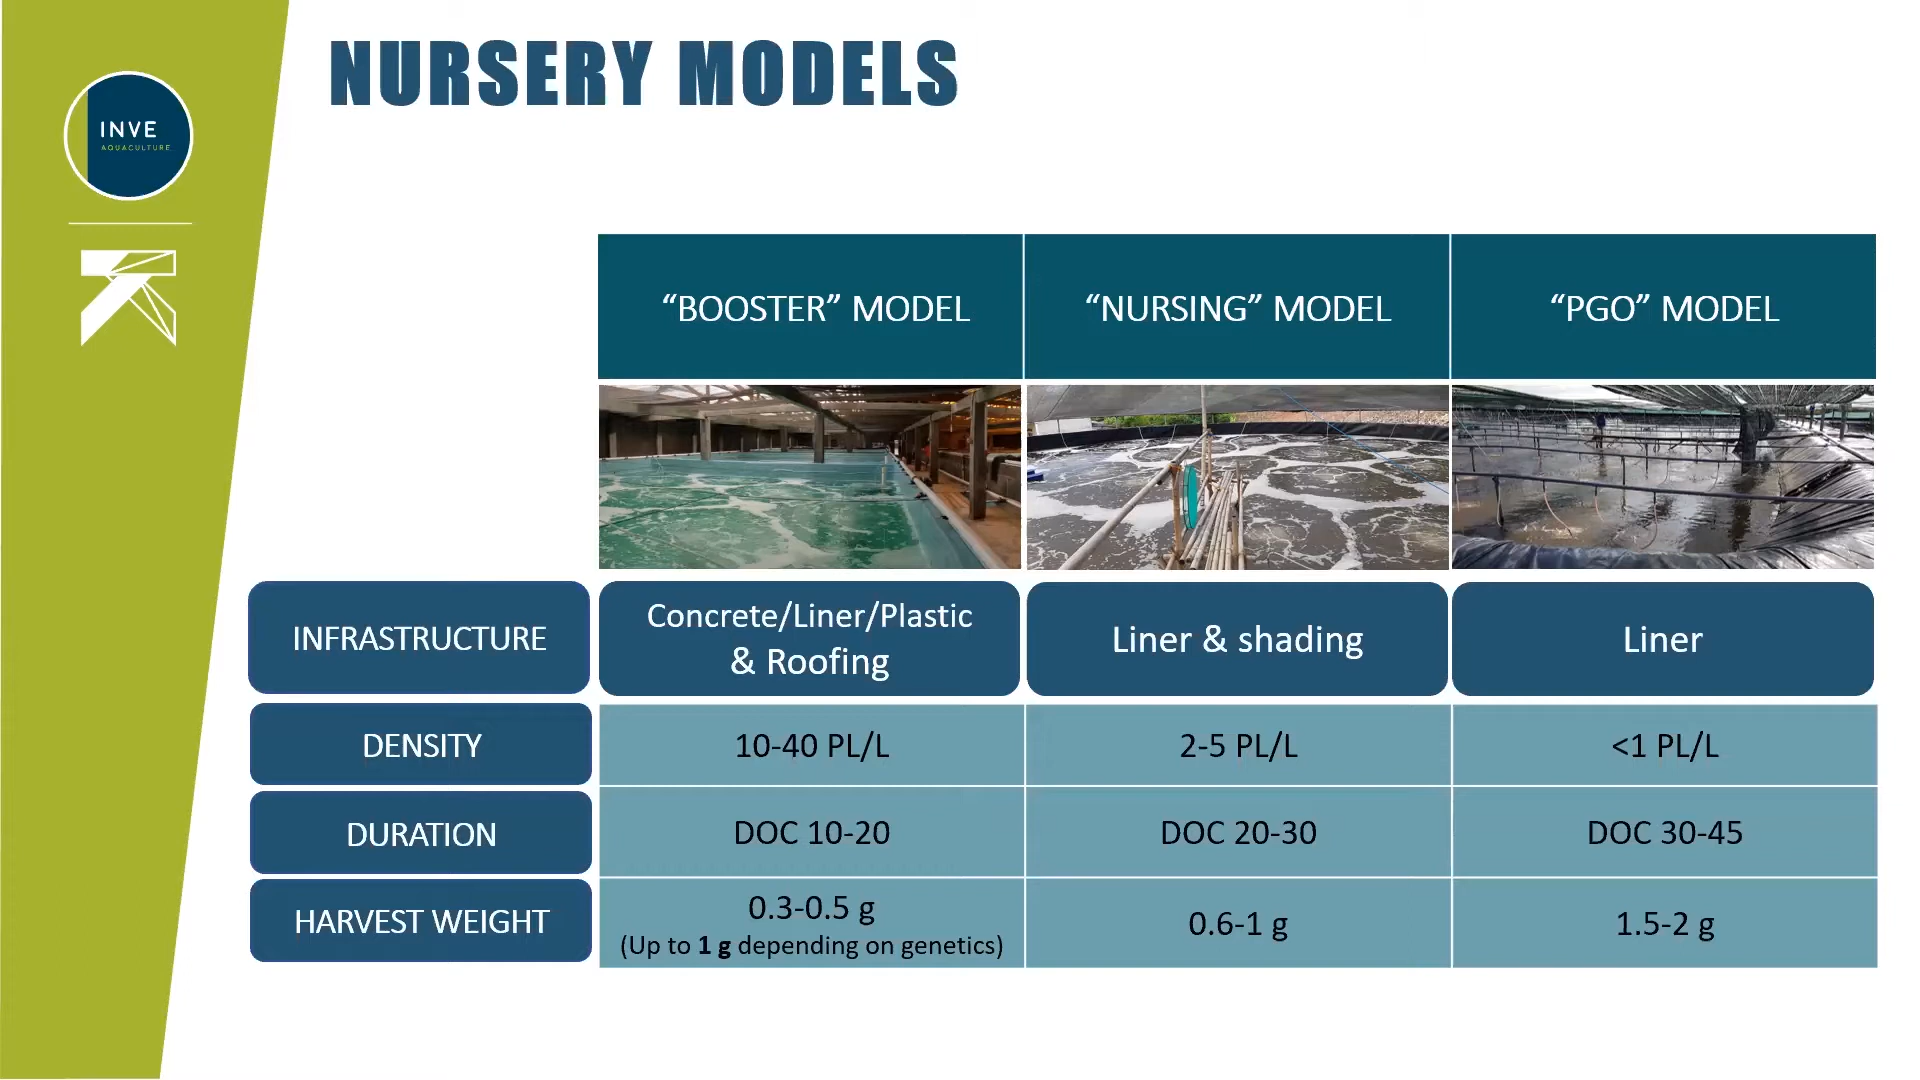 NURSERY MODELS
INVE
AQUACULTURE
“BOOSTER” MODEL
“NURSING” MODEL
“PGO” MODEL
INFRASTRUCTURE
Concrete/Liner/Plastic
& Roofing
Liner & shading
Liner
DENSITY
10-40 PL/L
2-5 PL/L
<1 PL/L
DURATION
DOC 10-20
DOC 20-30
DOC 30-45
HARVEST WEIGHT
0.3-0.5 g
(Up to 1 g depending on genetics)
0.6-1 g
1.5-2 g